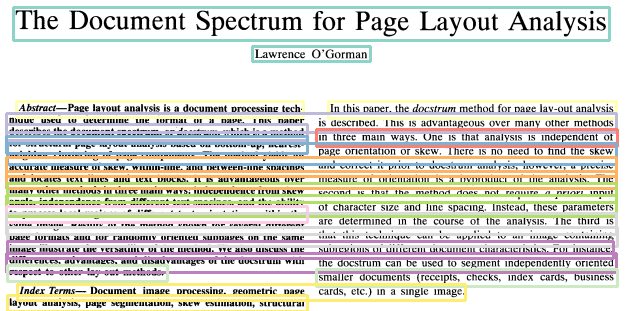 The Document Spectrum for Page Layout Analysis
Lawrence O'Gorman
Abstract—Page layout analysis is a document processing tech-
nique used to determine the format of a page. This paper
describes the document spectrum or docstrum, which is a method
for structural page layout analysis based on bottom-up, nearest-
neighbor clustering of page components. The method yields an
accurate measure of skew, within-line, and between-line spacings
and locates text lines and text blocks. It is advantageous over
many other methods in three main ways: independence from skew
angle, independence from different text spacings, and the ability
to process local regions of different text orientations within the
same image. Results of the method shown for several different
page formats and for randomly oriented subpages on the same
image illustrate the versatility of the method. We also discuss the
differences, advantages, and disadvantages of the docstrum with
respect to other lay-out methods.
Index Terms— Document image processing, geometric page
layout analysis, page segmentation, skew estimation, structural
In this paper, the docstrum method for page lay-out analysis
is described. This is advantageous over many other methods
in three main ways. One is that analysis is independent of
page orientation or skew. There is no need to find the skew
and correct it prior to docstrum analysis, however, a precise
measure of orientation is a byproduct of the analysis. The
second is that the method does not require a priori input
of character size and line spacing. Instead, these parameters
are determined in the course of the analysis. The third is
that this technique can be applied to an image containing
subregions of different document characteristics. For instance
the docstrum can be used to segment independently oriented
smaller documents (receipts, checks, index cards, business
cards, etc.) in a single image.